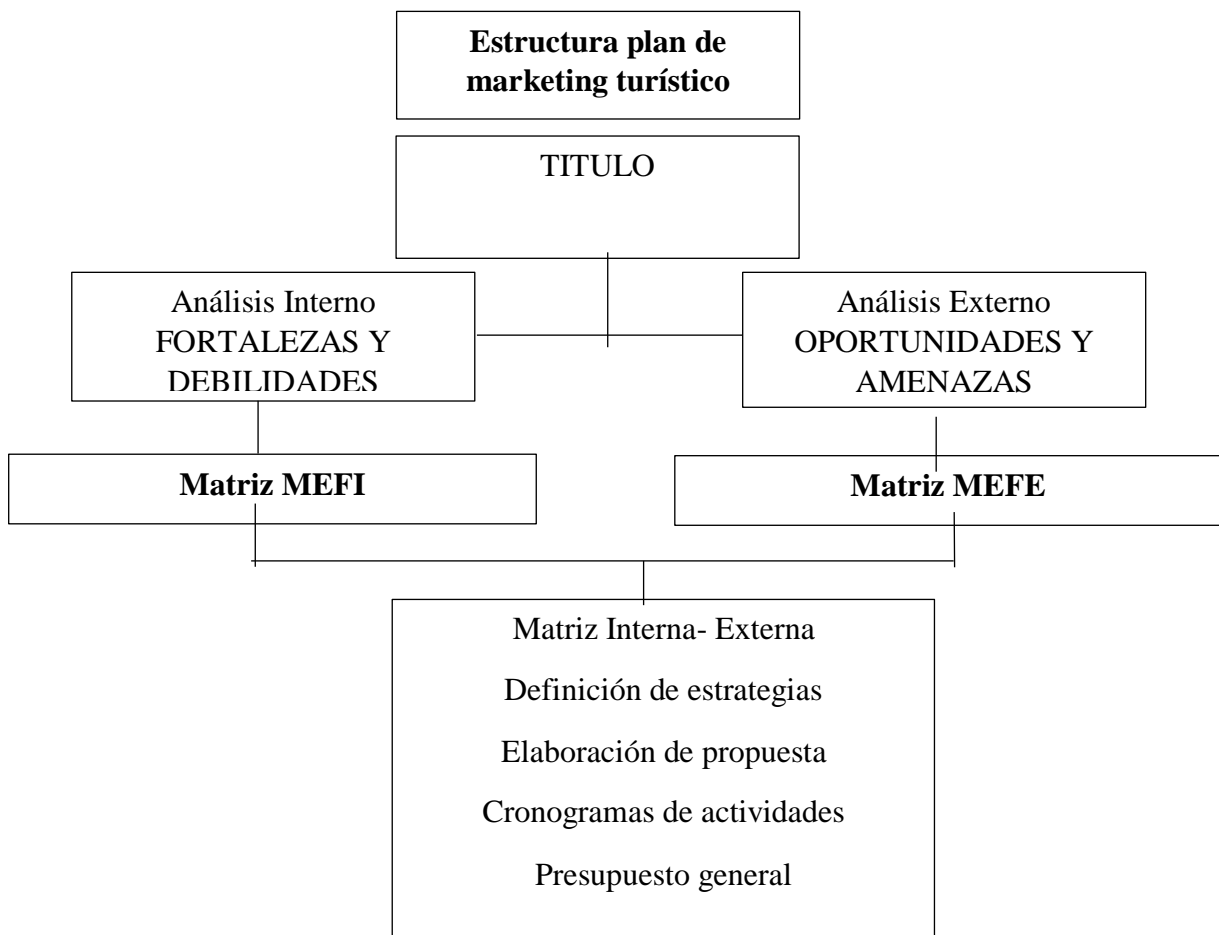 Estructura plan de
marketing turístico
TITULO
Análisis Interno
FORTALEZAS Y
DEBILIDADES
Análisis Externo
OPORTUNIDADES Y
AMENAZAS
Matriz MEFI
Matriz MEFE
Matriz Interna- Externa
Definición de estrategias
Elaboración de propuesta
Cronogramas de actividades
Presupuesto general